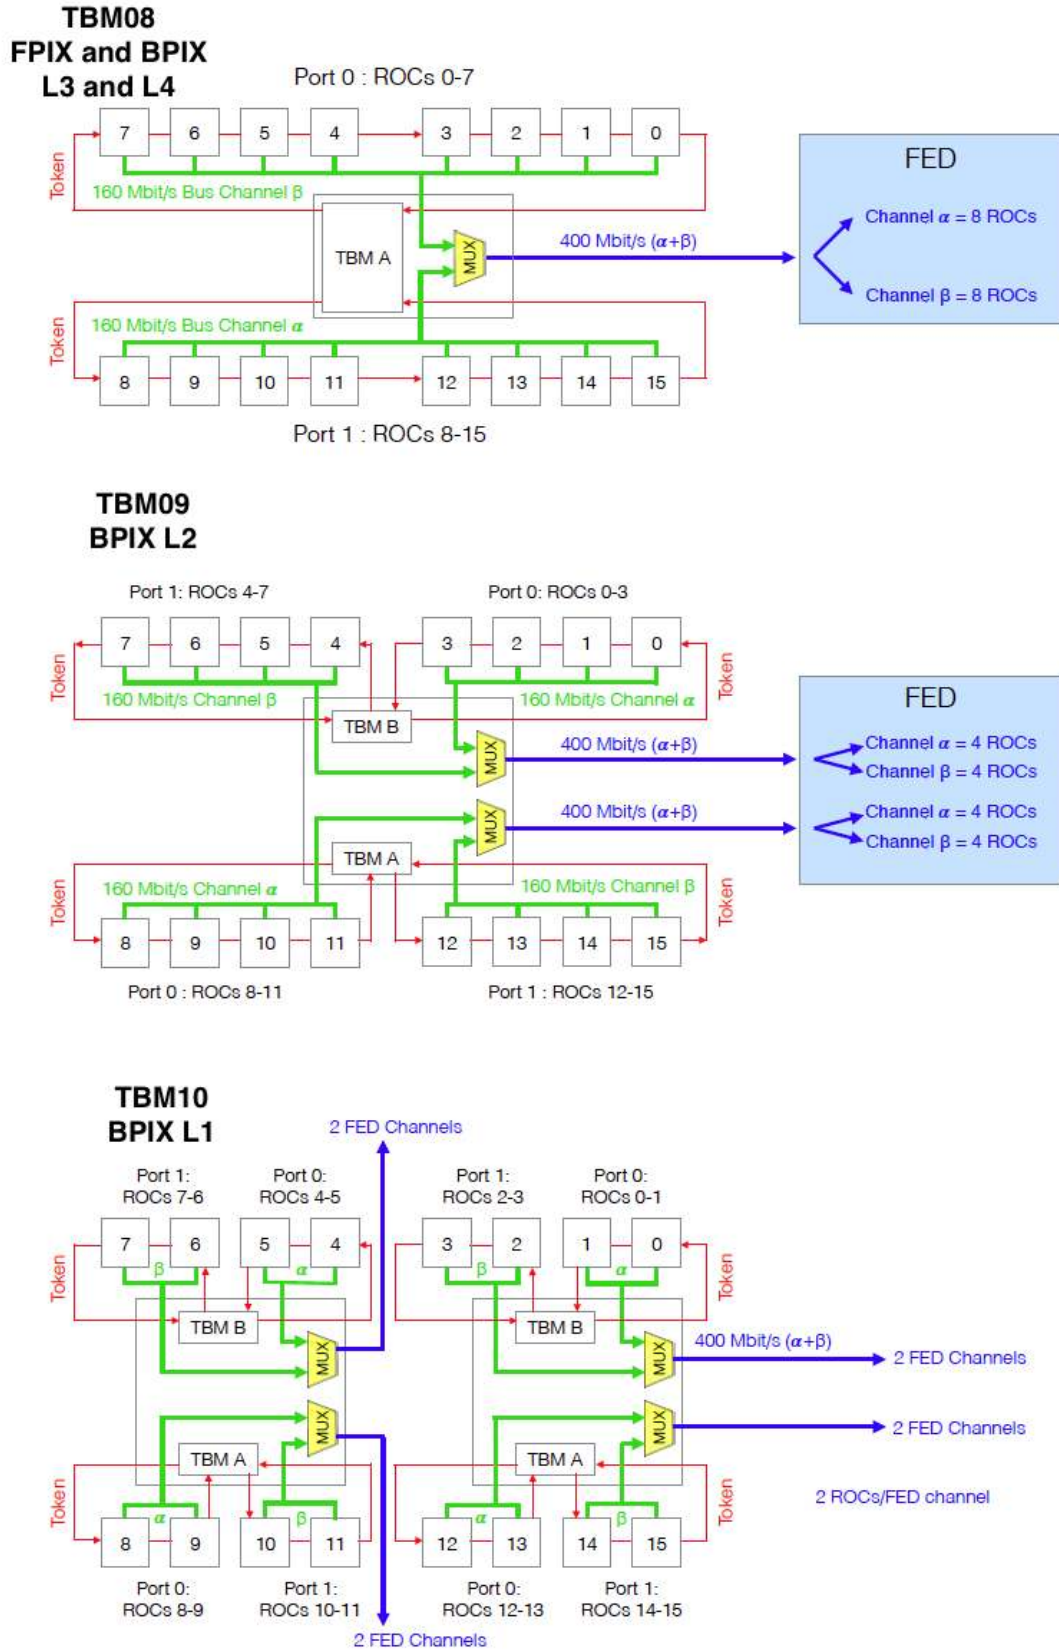 TBM08
FPIX and BPIX
L3 and L4
Port 0 : ROCs 0-7
7 6 5 4 3 2 1 0
Token
160 Mbit/s Bus Channel β
TBM A
MUX
400 Mbit/s (α+β)
FED
Channel α = 8 ROCs
Channel β = 8 ROCs
160 Mbit/s Bus Channel α
Token
8 9 10 11 12 13 14 15
Port 1 : ROCs 8-15
TBM09
BPIX L2
Port 1: ROCs 4-7
Port 0: ROCs 0-3
7 6 5 4 3 2 1 0
Token
Token
160 Mbit/s Channel β
160 Mbit/s Channel α
TBM B
MUX
400 Mbit/s (α+β)
FED
Channel α = 4 ROCs
Channel β = 4 ROCs
MUX
400 Mbit/s (α+β)
Channel α = 4 ROCs
Channel β = 4 ROCs
TBM A
160 Mbit/s Channel α
160 Mbit/s Channel β
Token
Token
8 9 10 11 12 13 14 15
Port 0 : ROCs 8-11
Port 1 : ROCs 12-15
TBM10
BPIX L1
2 FED Channels
Port 1:
ROCs 7-6
Port 0:
ROCs 4-5
Port 1:
ROCs 2-3
Port 0:
ROCs 0-1
7 6 5 4 3 2 1 0
β α β α
Token
Token
TBM B
TBM B
MUX
MUX
400 Mbit/s (α+β)
2 FED Channels
MUX
MUX
2 FED Channels
TBM A
TBM A
2 ROCs/FED channel
Token
Token
α β α β
8 9 10 11 12 13 14 15
Port 0:
ROCs 8-9
Port 1:
ROCs 10-11
Port 0:
ROCs 12-13
Port 1:
ROCs 14-15
2 FED Channels